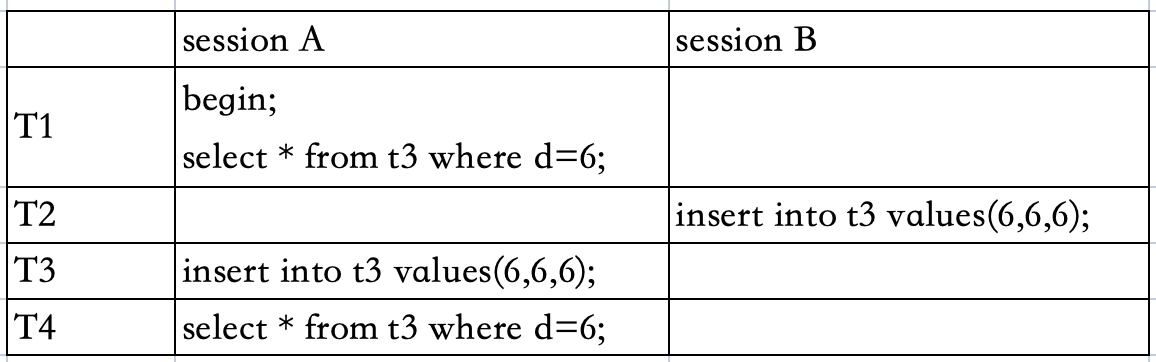 session A
session B
T1
begin;
select * from t3 where d=6;
T2
insert into t3 values(6,6,6);
T3
insert into t3 values(6,6,6);
T4
select * from t3 where d=6;